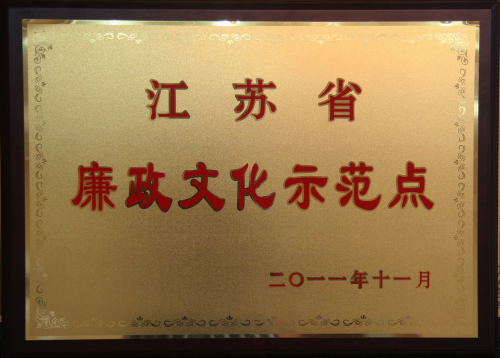 江苏省
廉政文化示范点
二〇一一年十一月